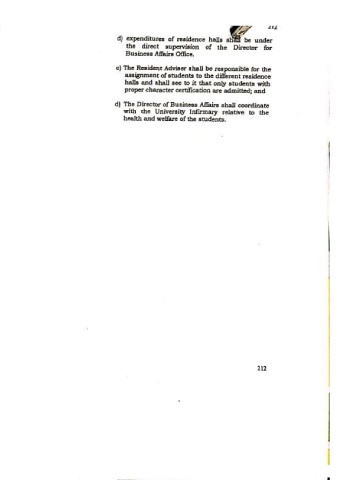 212
d) expenditures of residence halls shall be under
the direct supervision of the Director for
Business Affairs Office.
c) The Resident Adviser shall be responsible for the
assignment of students to the different residence
halls and shall see to it that only students with
proper character certification are admitted; and
d) The Director of Business Affairs shall coordinate
with the University Infirmary relative to the
health and welfare of the students.
212